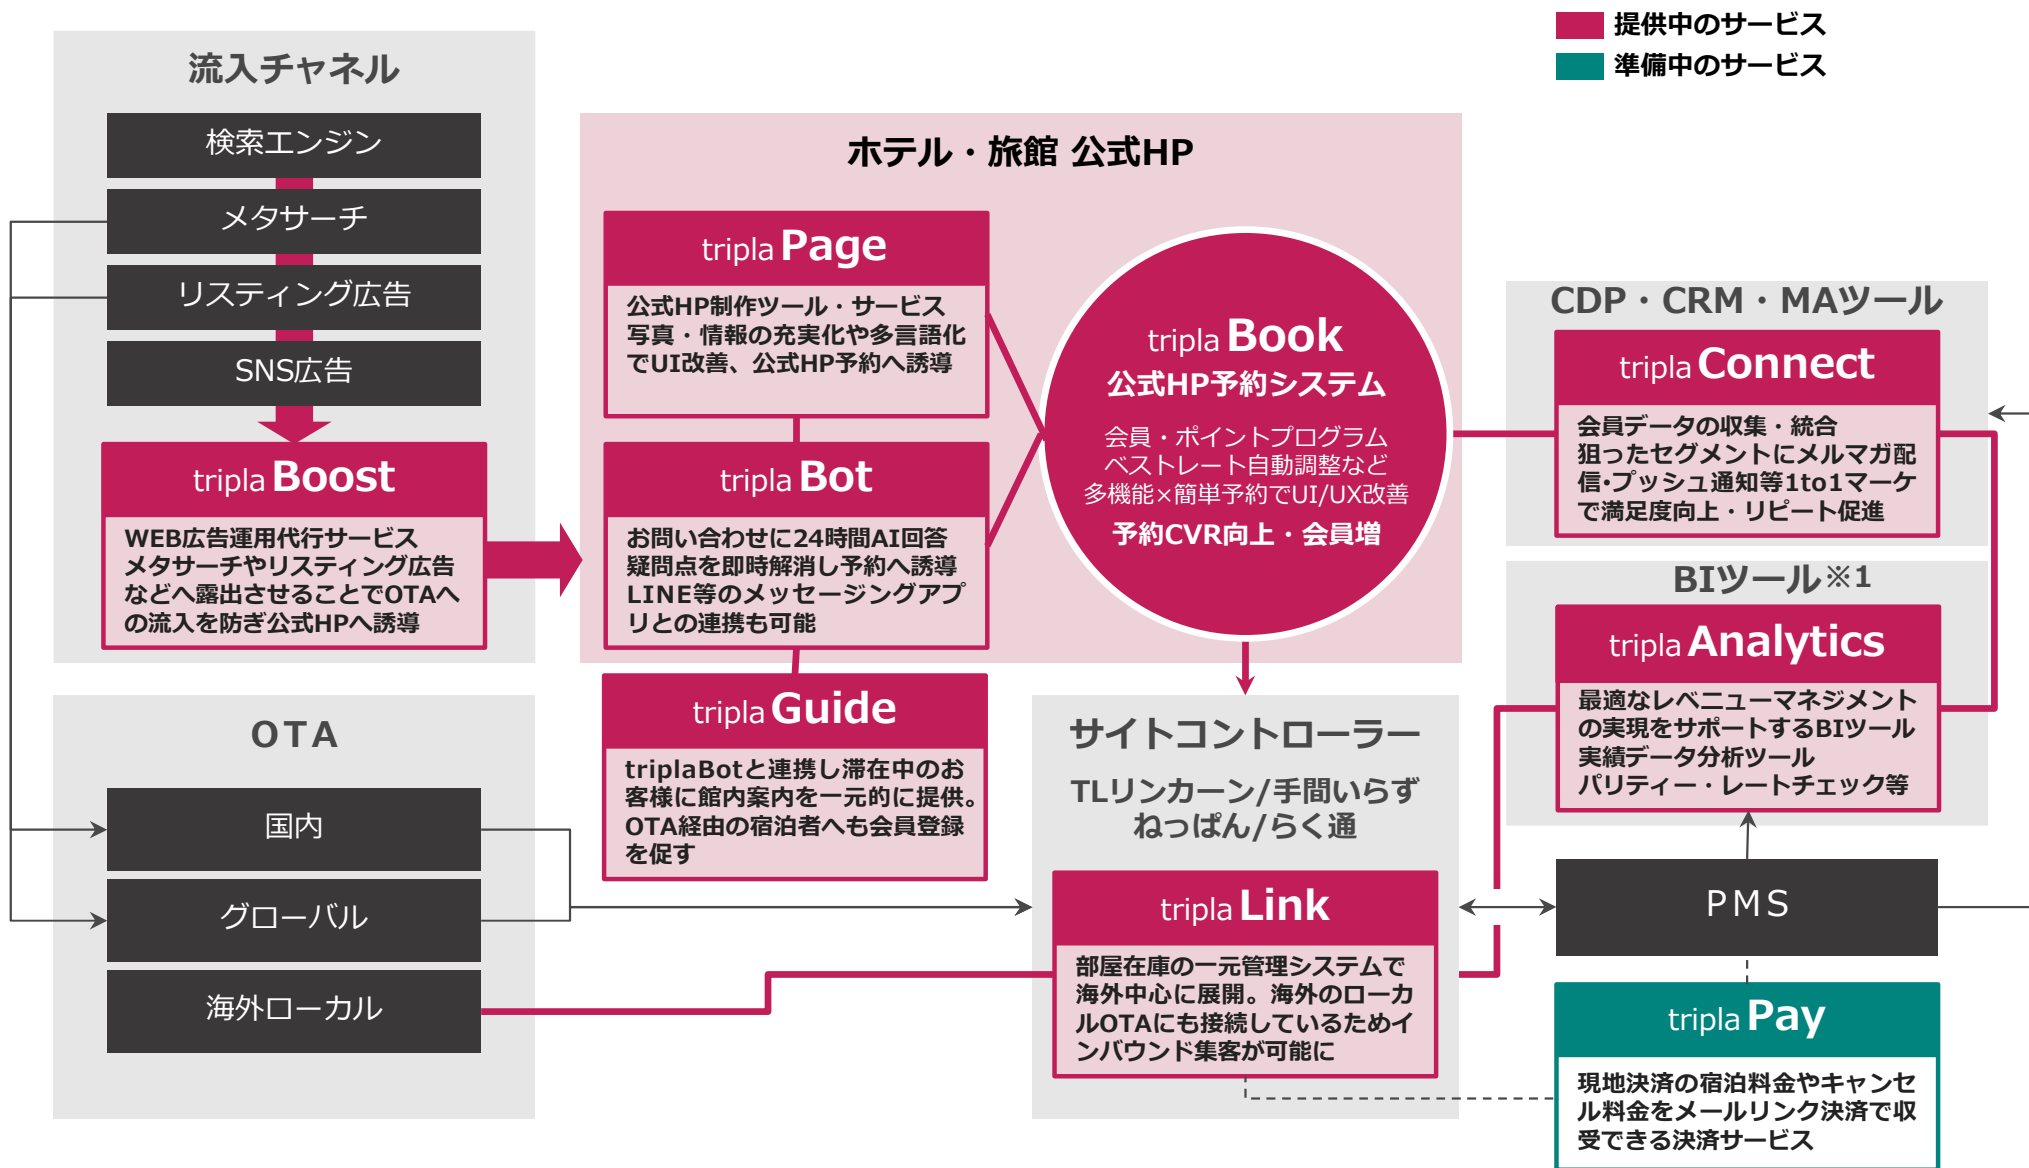 提供中のサービス
準備中のサービス
流入チャネル
検索エンジン
メタサーチ
リスティング広告
SNS広告
tripla Boost
WEB広告運用代行サービス
メタサーチやリスティング広告
などへ露出させることでOTAへ
の流入を防ぎ公式HPへ誘導
ホテル・旅館 公式HP
tripla Page
公式HP制作ツール・サービス
写真・情報の充実化や多言語化
でUI改善、公式HP予約へ誘導
tripla Bot
お問い合わせに24時間AI回答
疑問点を即時解消し予約へ誘導
LINE等のメッセージングアプ
リとの連携も可能
tripla Book
公式HP予約システム
会員・ポイントプログラム
ベストレート自動調整など
多機能×簡単予約でUI/UX改善
予約CVR向上・会員増
tripla Guide
triplaBotと連携し滞在中のお
客様に館内案内を一元的に提供。
OTA経由の宿泊者へも会員登録
を促す
CDP・CRM・MAツール
tripla Connect
会員データの収集・統合
狙ったセグメントにメルマガ配
信・プッシュ通知等1to1マーケ
で満足度向上・リピート促進
BIツール※1
tripla Analytics
最適なレベニューマネジメント
の実現をサポートするBIツール
実績データ分析ツール
パリティー・レートチェック等
OTA
国内
グローバル
海外ローカル
サイトコントローラー
TLリンカーン/手間いらず
ねっぱん/らく通
tripla Link
部屋在庫の一元管理システムで
海外中心に展開。海外のローカ
ルOTAにも接続しているためイ
ンバウンド集客が可能に
PMS
tripla Pay
現地決済の宿泊料金やキャンセ
ル料金をメールリンク決済で収
受できる決済サービス